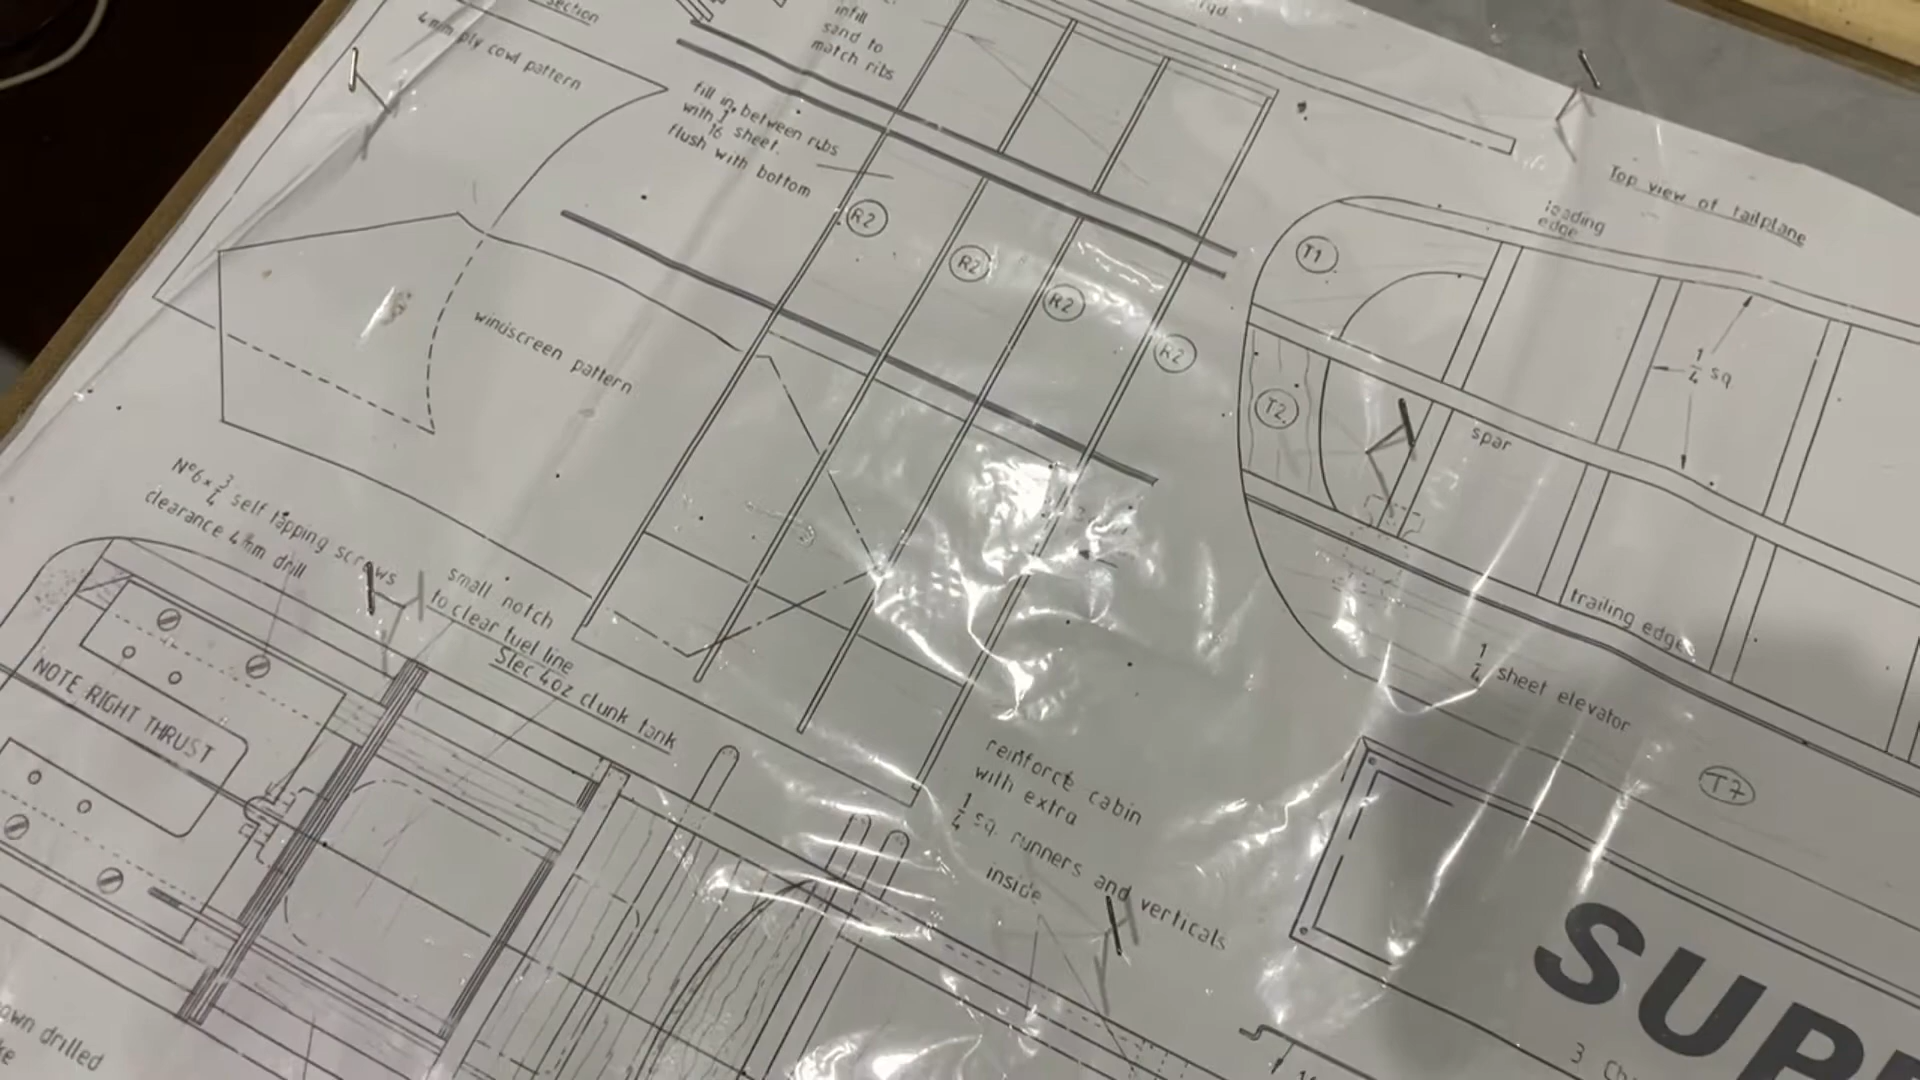 section
4mm ply cowl pattern
infill
sand to
match ribs
fill in between ribs
with 1/16 sheet.
flush with bottom
R2
R2
R2
R2
windscreen pattern
Top view of tailplane
leading
edge
T1
T2
1/4 sq
spar
trailing edge
1/4 sheet elevator
T7
Nº6 x 3/4 self tapping screws
clearance 4mm drill
small notch
to clear fuel line
Slec 4oz clunk tank
NOTE RIGHT THRUST
reinforce cabin
with extra
1/4 sq. runners and verticals
inside
own drilled
SUP
3